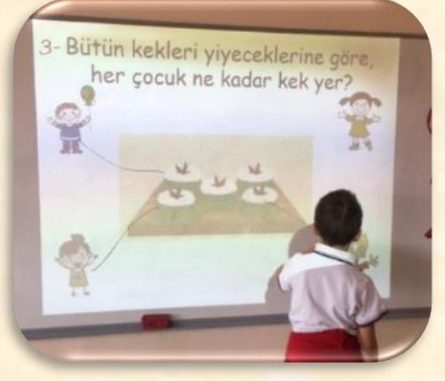 3- Bütün kekleri yiyeceklerine göre,
her çocuk ne kadar kek yer?